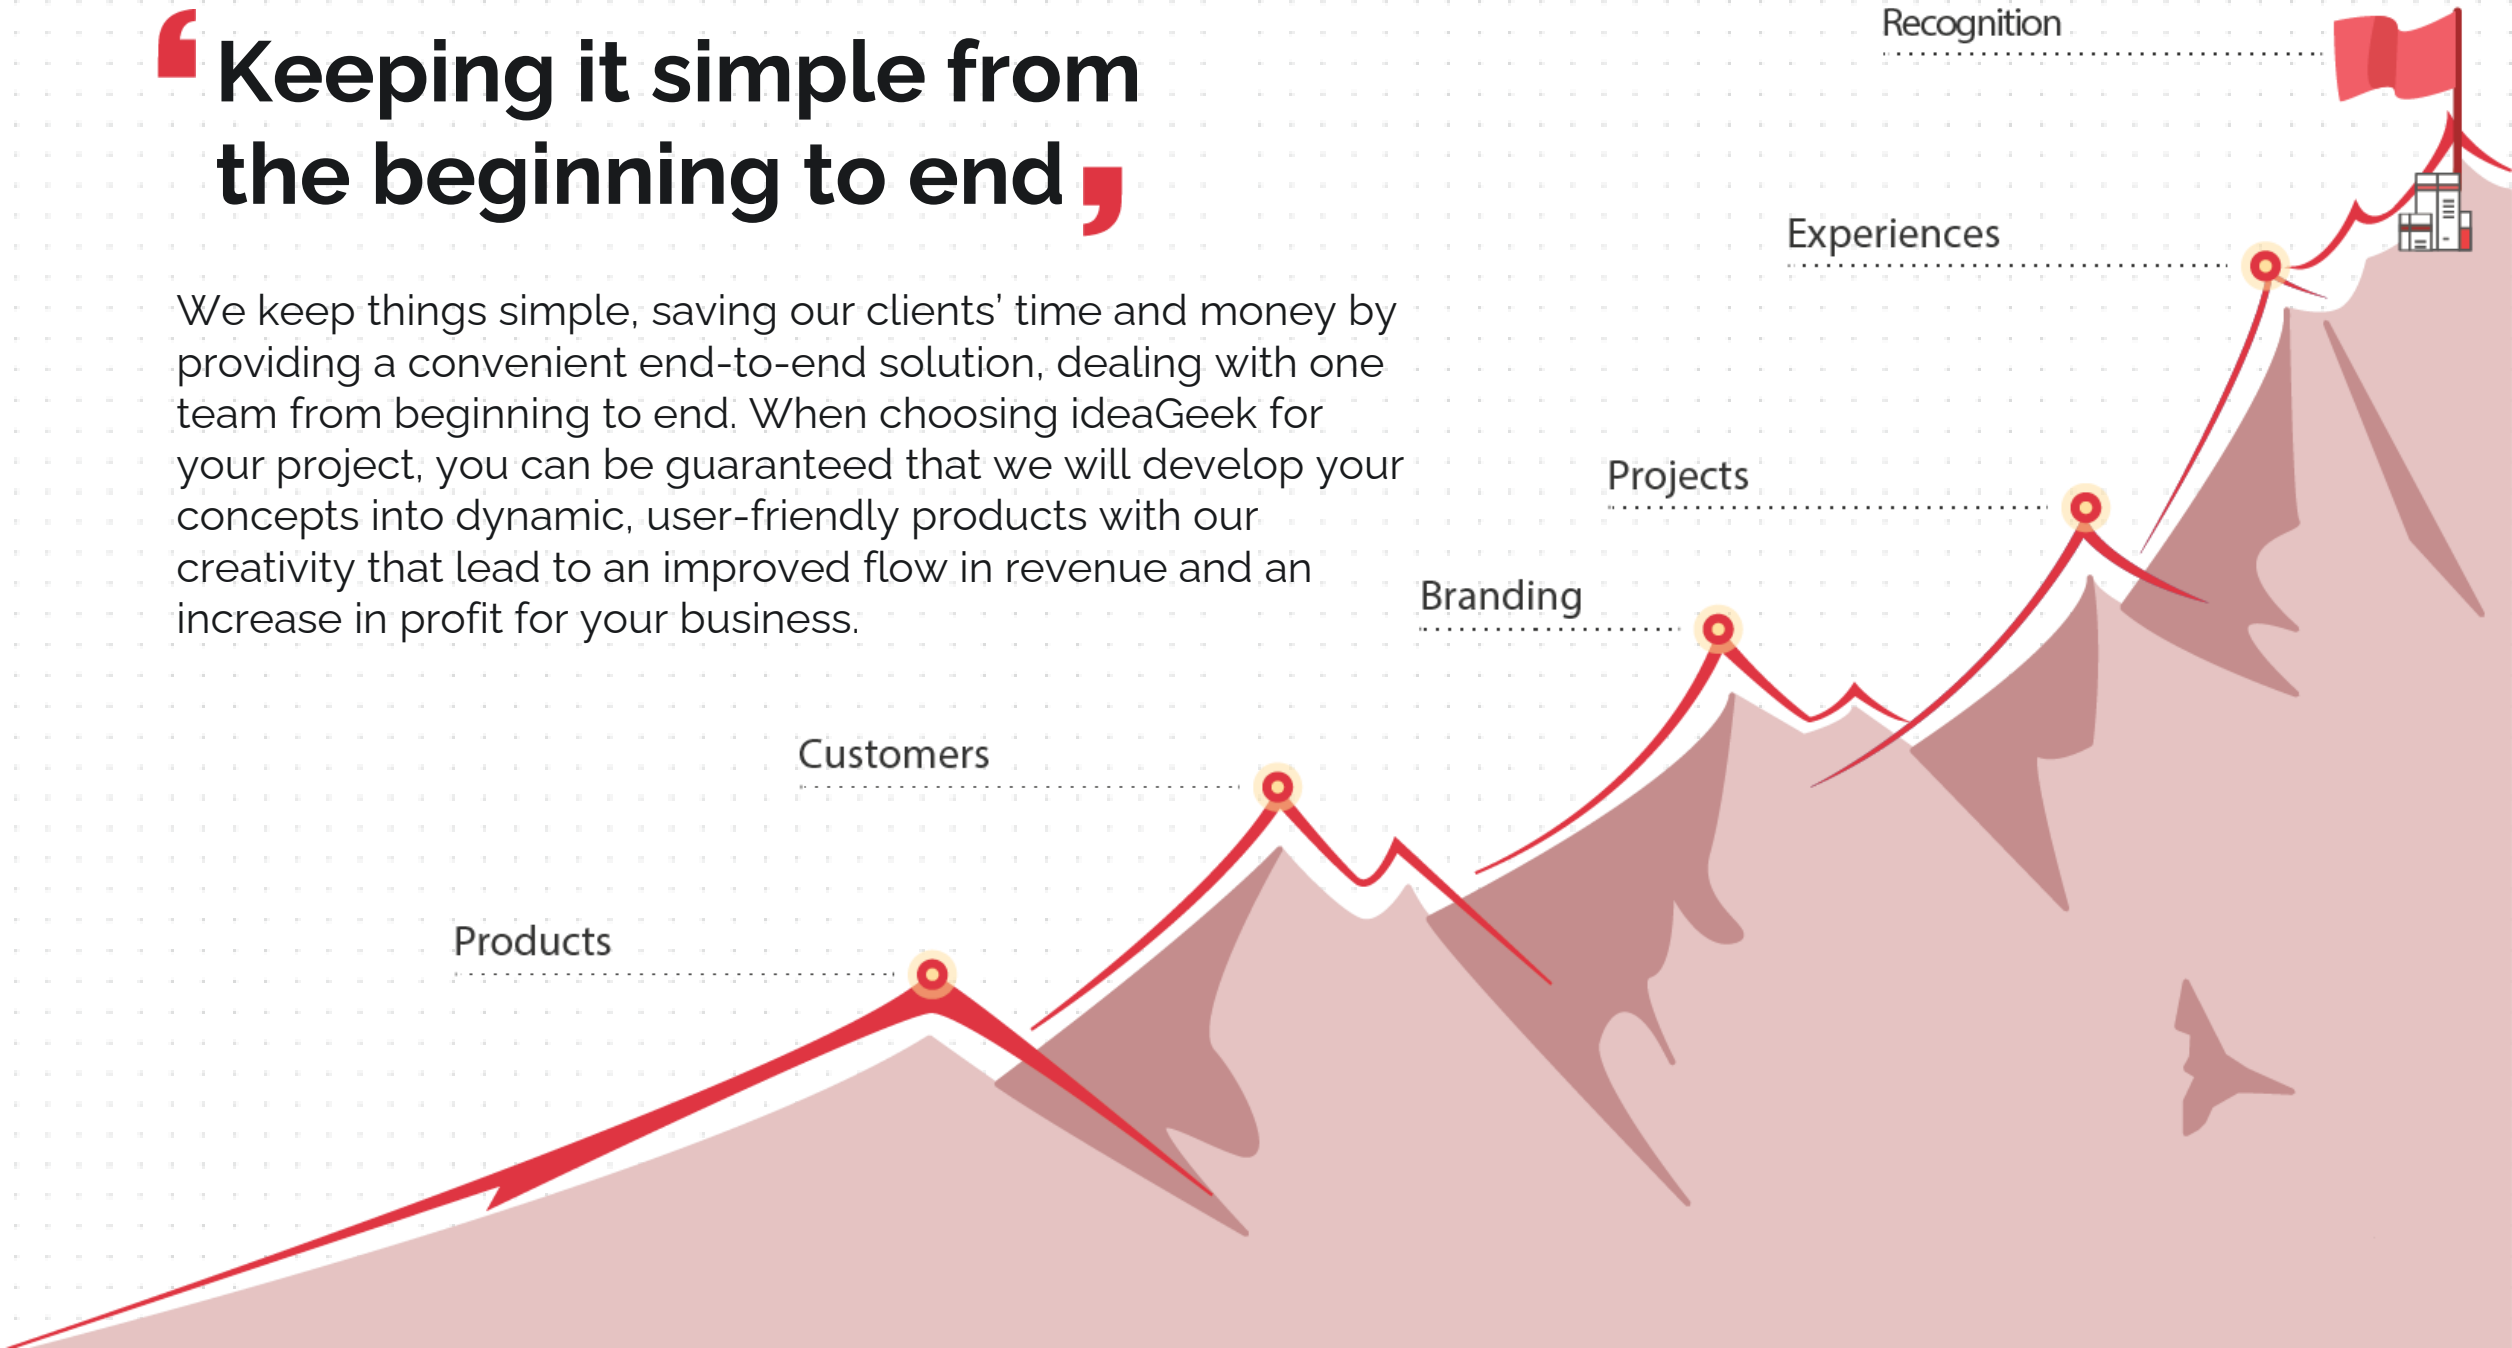 ‘ Keeping it simple from
the beginning to end ’
We keep things simple, saving our clients’ time and money by
providing a convenient end-to-end solution, dealing with one
team from beginning to end. When choosing ideaGeek for
your project, you can be guaranteed that we will develop your
concepts into dynamic, user-friendly products with our
creativity that lead to an improved flow in revenue and an
increase in profit for your business.
Recognition
Experiences
Projects
Branding
Customers
Products